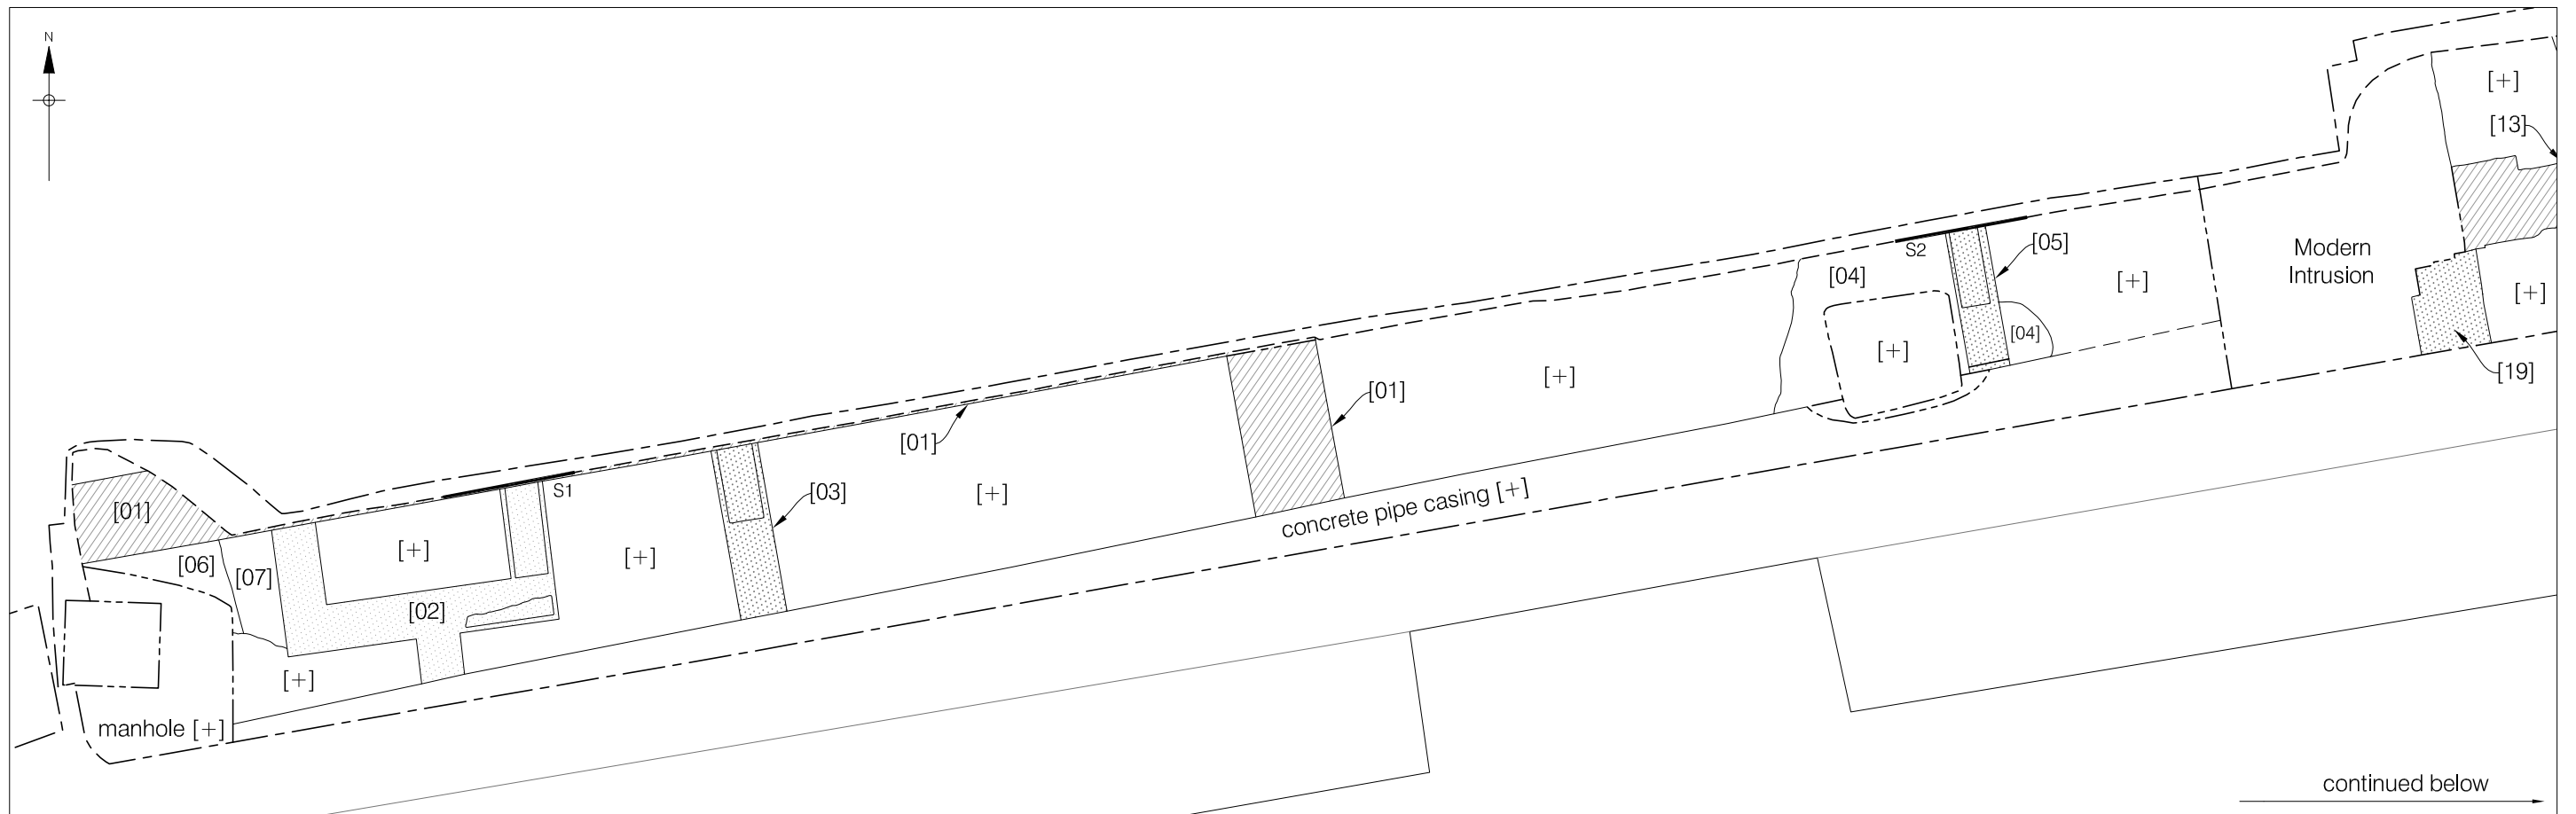 N
[+]
[13]
Modern
Intrusion
[+]
[19]
S2
[05]
[04]
[+]
[04]
[+]
[01]
[+]
[01]
[+]
concrete pipe casing [+]
[03]
S1
[+]
[01]
[06]
[07]
[+]
[02]
[+]
manhole [+]
continued below